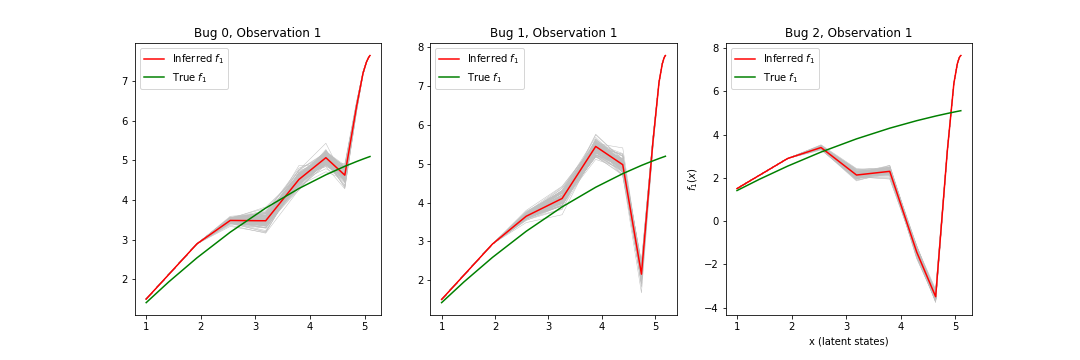 Bug 0, Observation 1
Inferred f₁
True f₁
7
6
5
4
3
2
1 2 3 4 5
Bug 1, Observation 1
Inferred f₁
True f₁
8
7
6
5
4
3
2
1 2 3 4 5
Bug 2, Observation 1
Inferred f₁
True f₁
f₁(x)
8
6
4
2
0
−2
−4
1 2 3 4 5
x (latent states)